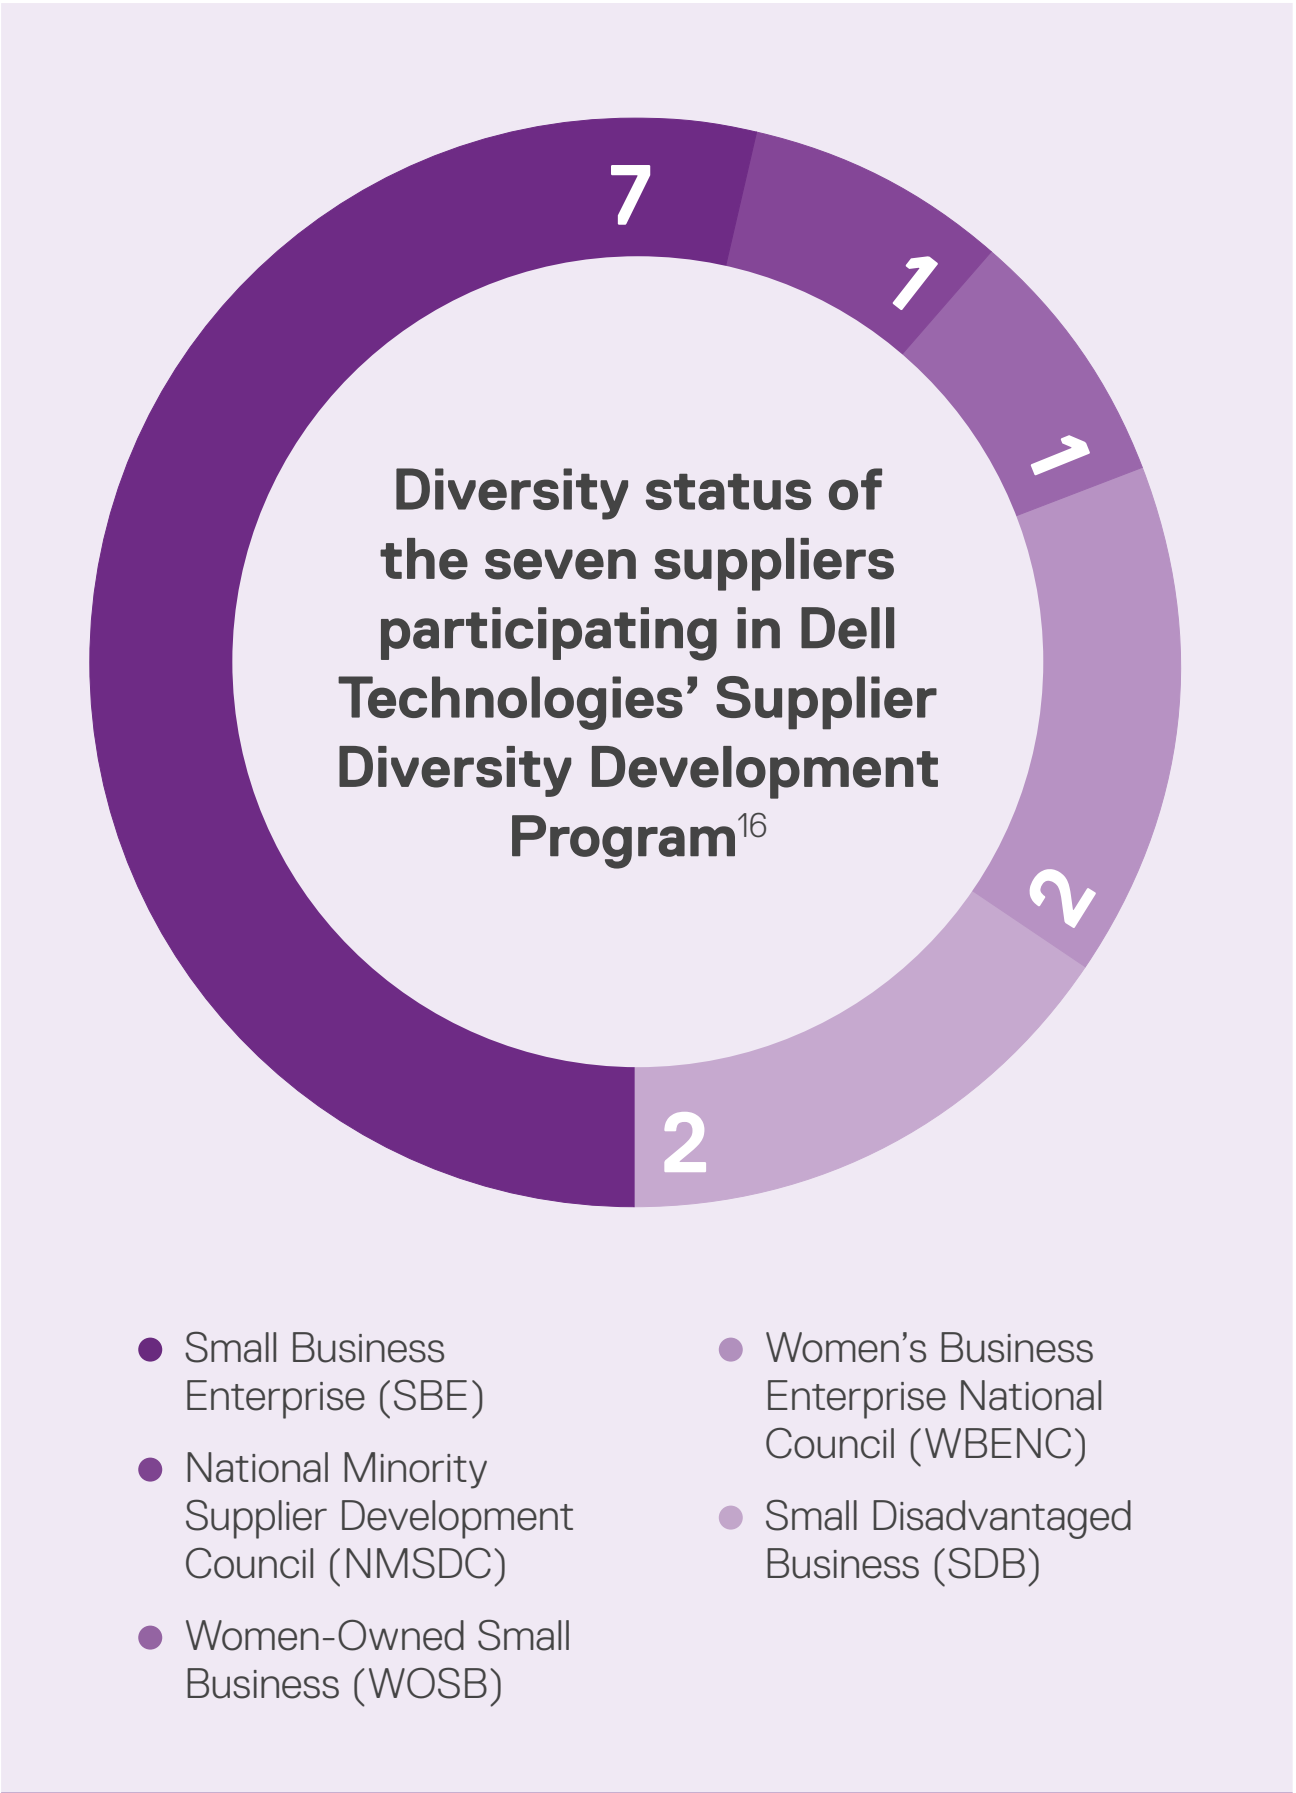 7
1
1
2
2
Diversity status of
the seven suppliers
participating in Dell
Technologies’ Supplier
Diversity Development
Program16
Small Business
Enterprise (SBE)
National Minority
Supplier Development
Council (NMSDC)
Women-Owned Small
Business (WOSB)
Women’s Business
Enterprise National
Council (WBENC)
Small Disadvantaged
Business (SDB)